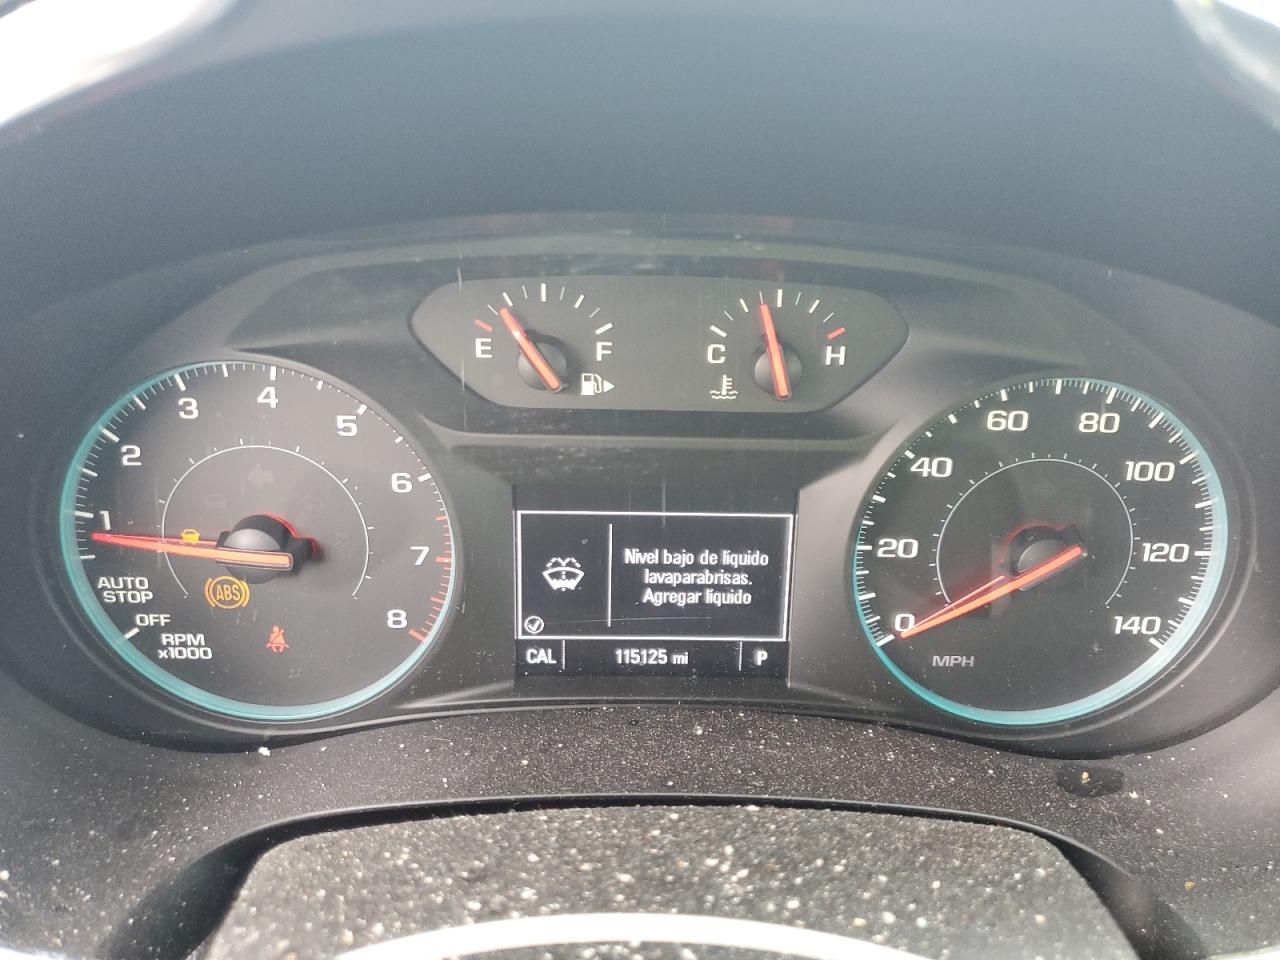 E
F
C
H
1
2
3
4
5
6
7
8
AUTO
STOP
OFF
RPM
x1000
ABS
Nivel bajo de líquido
lavaparabrisas.
Agregar líquido
CAL
115125 mi
P
0
20
40
60
80
100
120
140
MPH